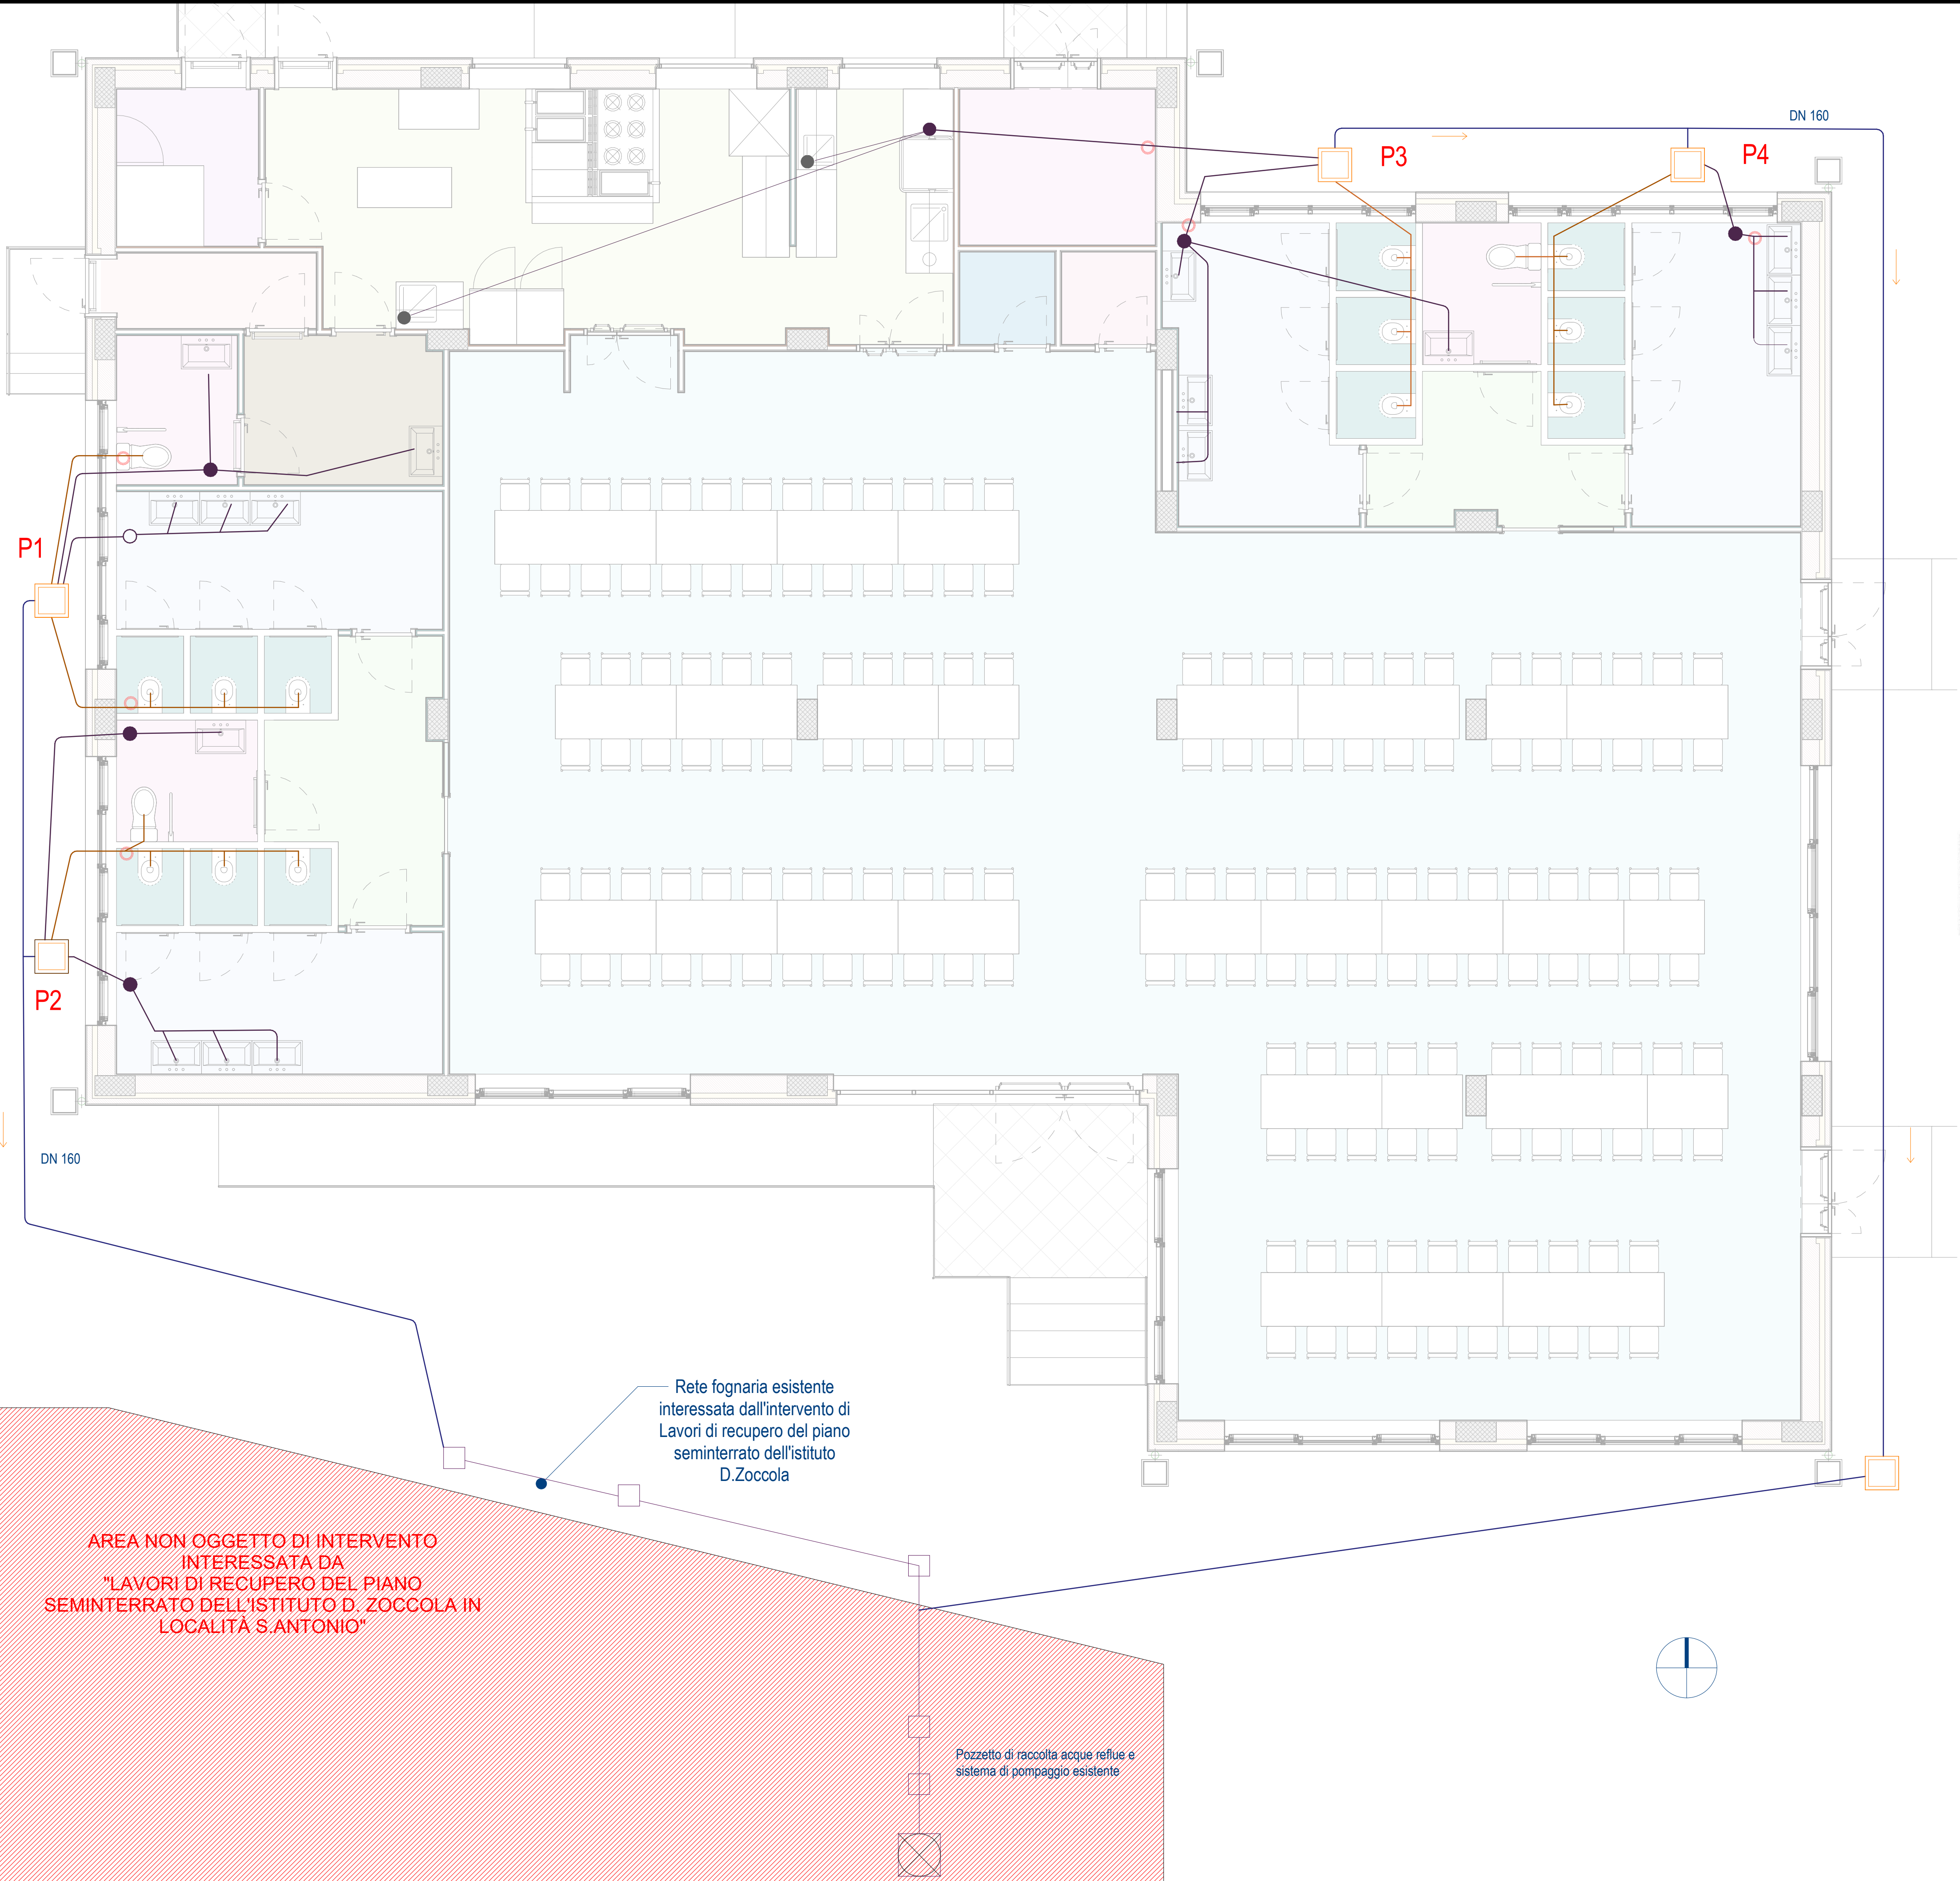 DN 160
P3
P4
P1
P2
DN 160
Rete fognaria esistente
interessata dall'intervento di
Lavori di recupero del piano
seminterrato dell'istituto
D.Zoccola
AREA NON OGGETTO DI INTERVENTO
INTERESSATA DA
"LAVORI DI RECUPERO DEL PIANO
SEMINTERRATO DELL'ISTITUTO D. ZOCCOLA IN
LOCALITÀ S.ANTONIO"
Pozzetto di raccolta acque reflue e
sistema di pompaggio esistente